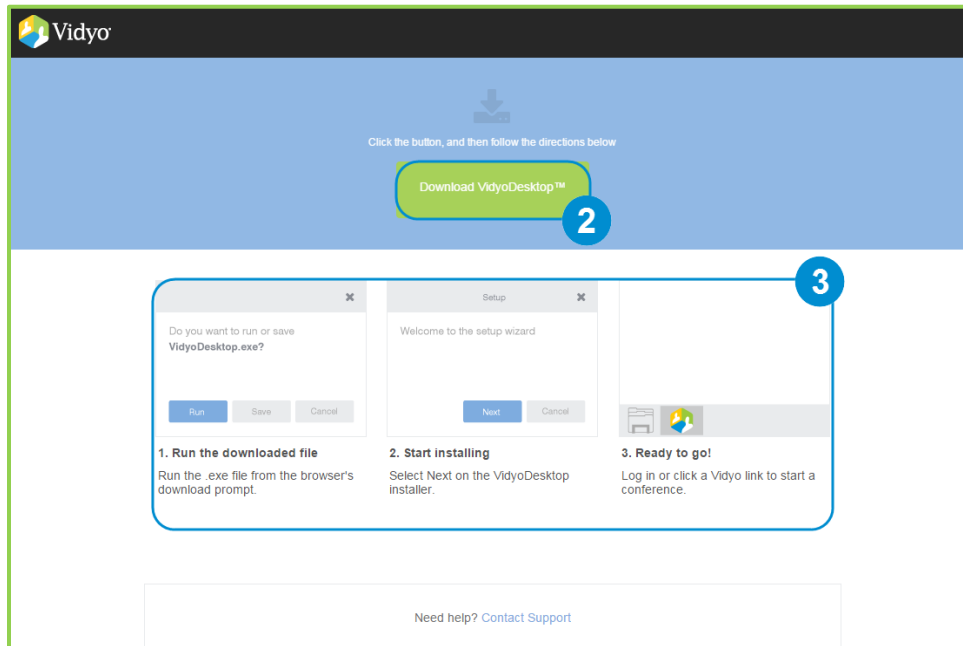 Vidyo
Click the button, and then follow the directions below
Download VidyoDesktop™
2
3
Do you want to run or save
VidyoDesktop.exe?
Run Save Cancel
Setup
Welcome to the setup wizard
Next Cancel
1. Run the downloaded file
Run the .exe file from the browser's
download prompt.
2. Start installing
Select Next on the VidyoDesktop
installer.
3. Ready to go!
Log in or click a Vidyo link to start a
conference.
Need help? Contact Support